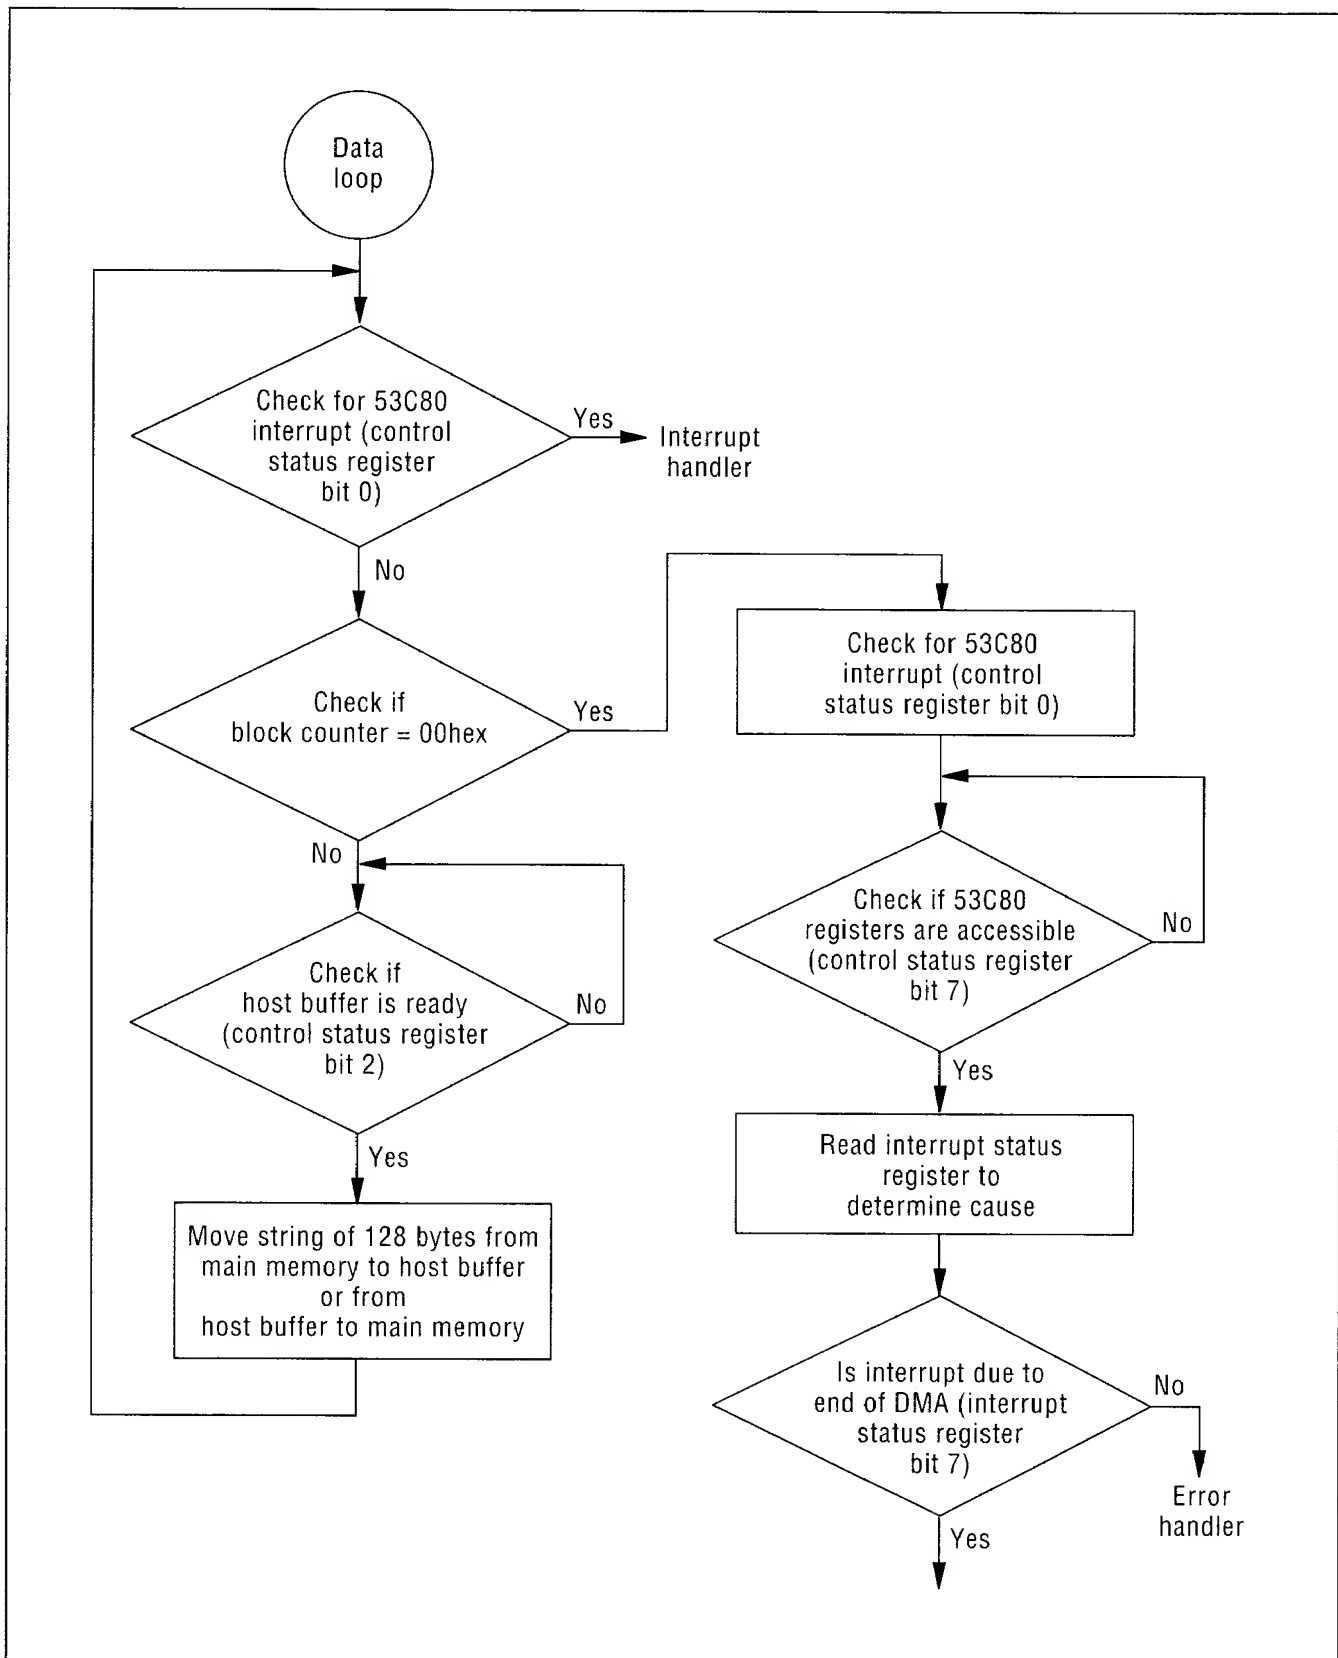 Data
loop
Check for 53C80
interrupt (control
status register
bit 0)
Yes
Interrupt
handler
No
Check if
block counter = 00hex
Yes
No
Check if
host buffer is ready
(control status register
bit 2)
No
Yes
Move string of 128 bytes from
main memory to host buffer
or from
host buffer to main memory
Check for 53C80
interrupt (control
status register bit 0)
Check if 53C80
registers are accessible
(control status register
bit 7)
No
Yes
Read interrupt status
register to
determine cause
Is interrupt due to
end of DMA (interrupt
status register
bit 7)
No
Error
handler
Yes